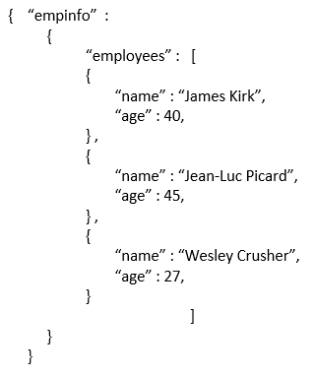 { “empinfo” :
{
“employees” : [
{
“name” : “James Kirk”,
“age” : 40,
} ,
{
“name” : “Jean-Luc Picard”,
“age” : 45,
} ,
{
“name” : “Wesley Crusher”,
“age” : 27,
}
]
}
}